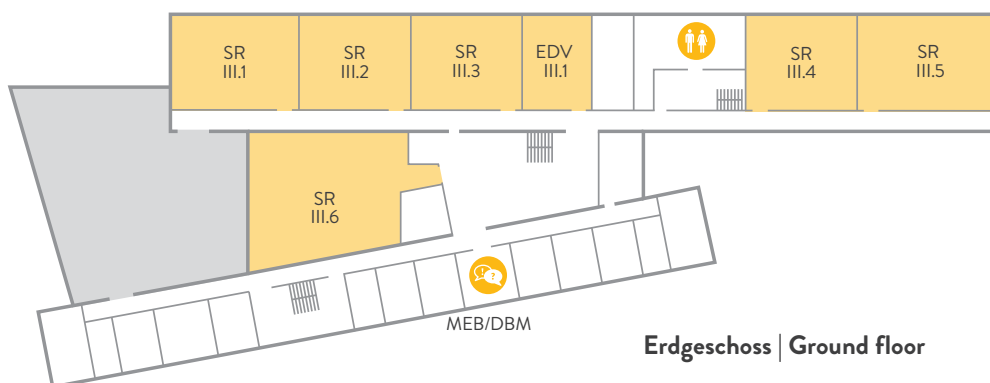 SR
III.1
SR
III.2
SR
III.3
EDV
III.1
SR
III.4
SR
III.5
SR
III.6
! ?
MEB/DBM
Erdgeschoss | Ground floor